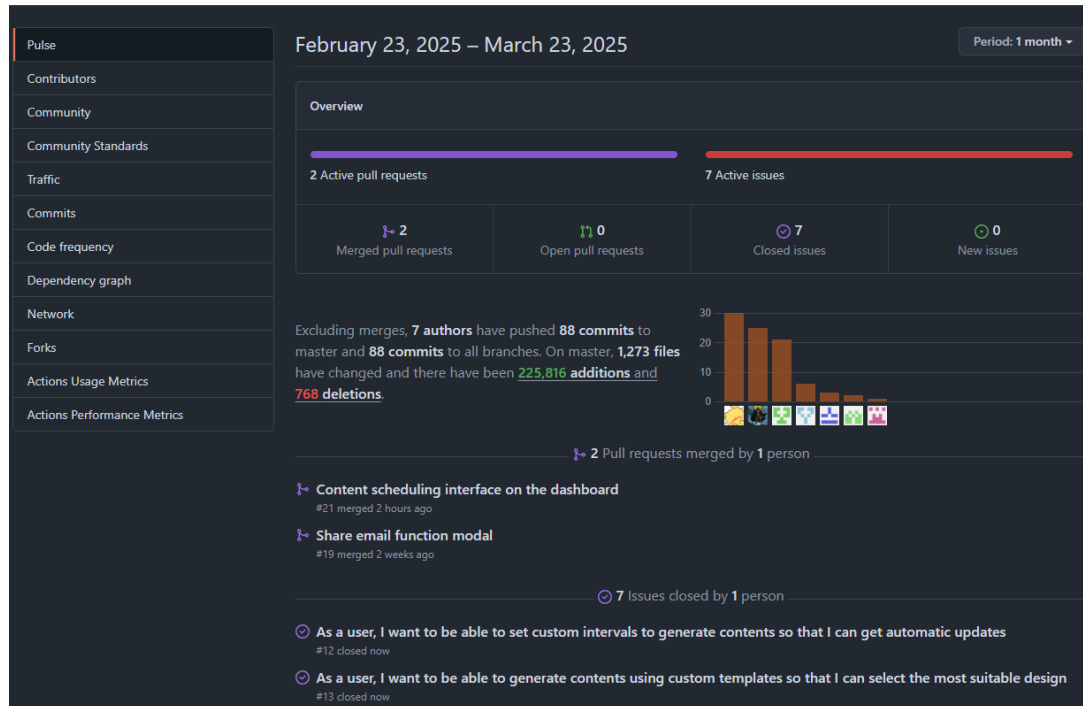 Pulse
Contributors
Community
Community Standards
Traffic
Commits
Code frequency
Dependency graph
Network
Forks
Actions Usage Metrics
Actions Performance Metrics
February 23, 2025 – March 23, 2025
Period: 1 month
Overview
2 Active pull requests
7 Active issues
2
Merged pull requests
0
Open pull requests
7
Closed issues
0
New issues
Excluding merges, 7 authors have pushed 88 commits to
master and 88 commits to all branches. On master, 1,273 files
have changed and there have been 225,816 additions and
768 deletions.
30
20
10
0
2 Pull requests merged by 1 person
Content scheduling interface on the dashboard
#21 merged 2 hours ago
Share email function modal
#19 merged 2 weeks ago
7 Issues closed by 1 person
As a user, I want to be able to set custom intervals to generate contents so that I can get automatic updates
#12 closed now
As a user, I want to be able to generate contents using custom templates so that I can select the most suitable design
#13 closed now